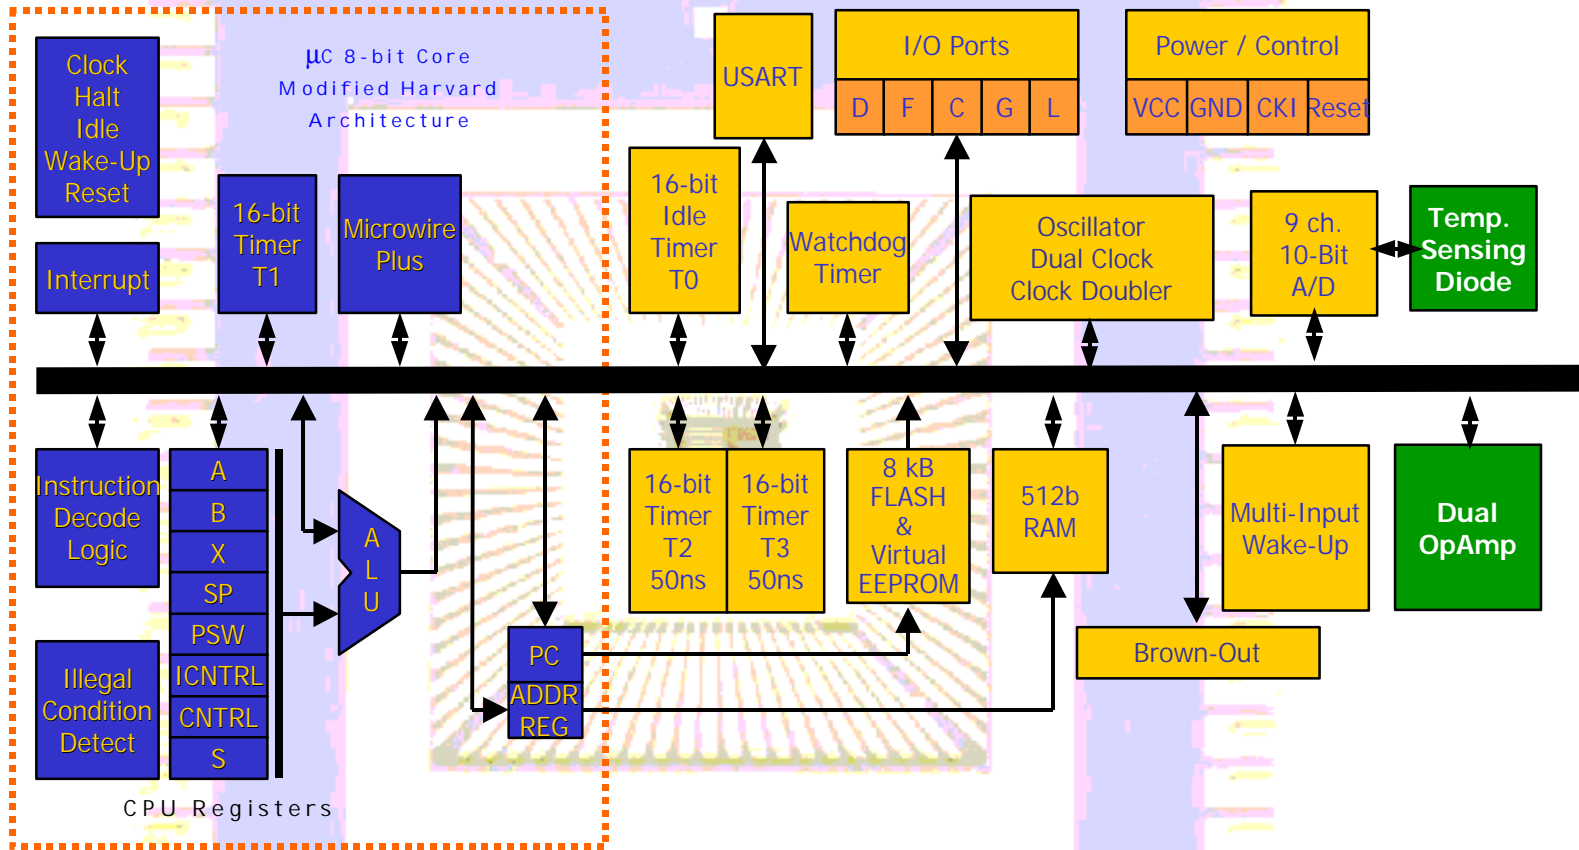 Clock
Halt
Idle
Wake-Up
Reset
µC 8-bit Core
Modified Harvard
Architecture
Interrupt
16-bit
Timer
T1
Microwire
Plus
USART
I/O Ports
D F C G L
Power / Control
VCC GND CKI Reset
16-bit
Idle
Timer
T0
Watchdog
Timer
Oscillator
Dual Clock
Clock Doubler
9 ch.
10-Bit
A/D
Temp.
Sensing
Diode
Instruction
Decode
Logic
A
B
X
SP
PSW
ICNTRL
CNTRL
S
A
L
U
Illegal
Condition
Detect
CPU Registers
PC
ADDR
REG
16-bit
Timer
T2
50ns
16-bit
Timer
T3
50ns
8 kB
FLASH
&
Virtual
EEPROM
512b
RAM
Brown-Out
Multi-Input
Wake-Up
Dual
OpAmp